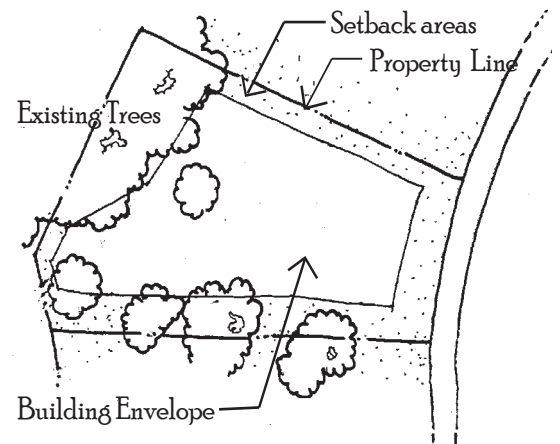 Setback areas
Property Line
Existing Trees
Building Envelope